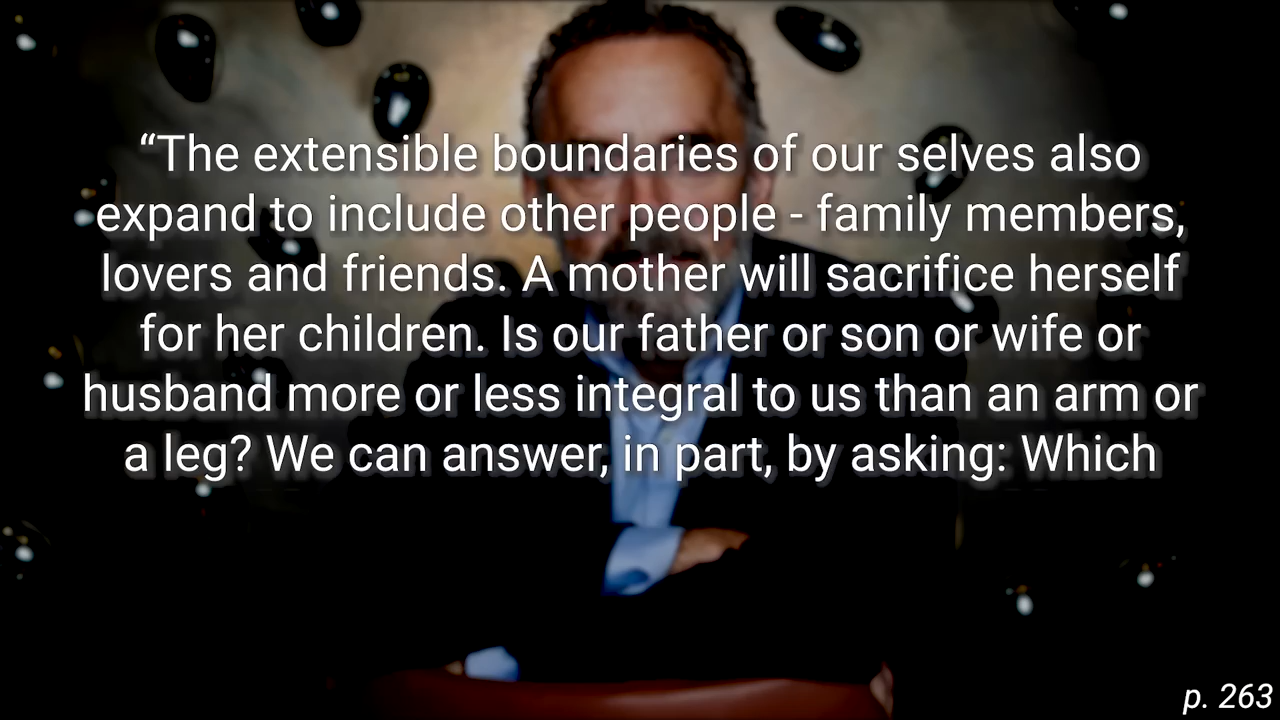 “The extensible boundaries of our selves also
expand to include other people - family members,
lovers and friends. A mother will sacrifice herself
for her children. Is our father or son or wife or
husband more or less integral to us than an arm or
a leg? We can answer, in part, by asking: Which
p. 263